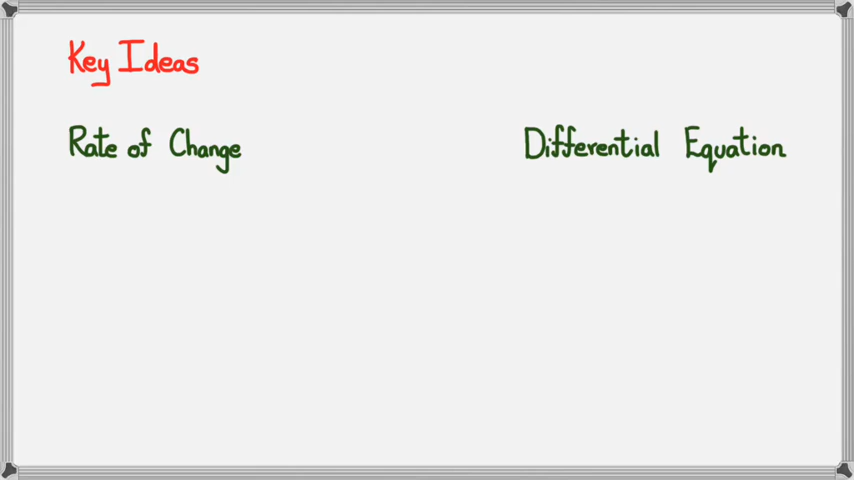 Key Ideas
Rate of Change
Differential Equation